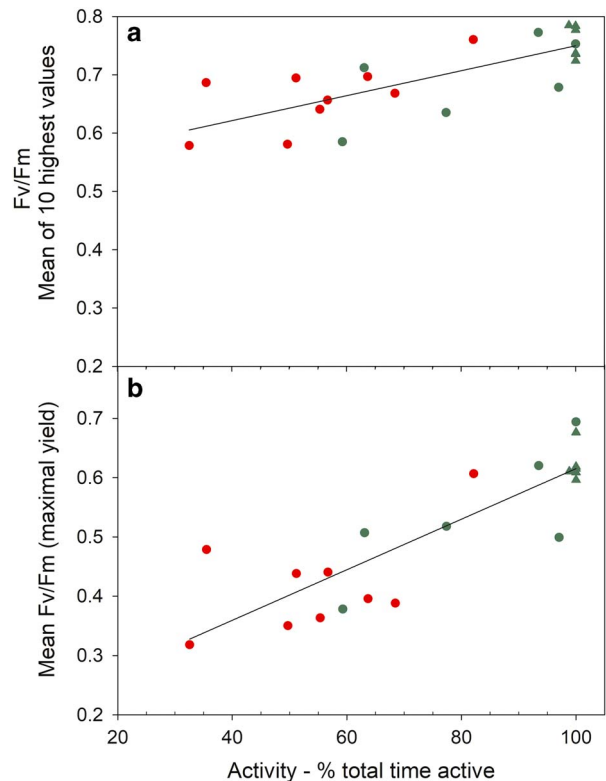 a
0.8
0.7
0.6
0.5
0.4
0.3
0.2
Fv/Fm
Mean of 10 highest values
b
0.7
0.6
0.5
0.4
0.3
0.2
Mean Fv/Fm (maximal yield)
20 40 60 80 100
Activity - % total time active